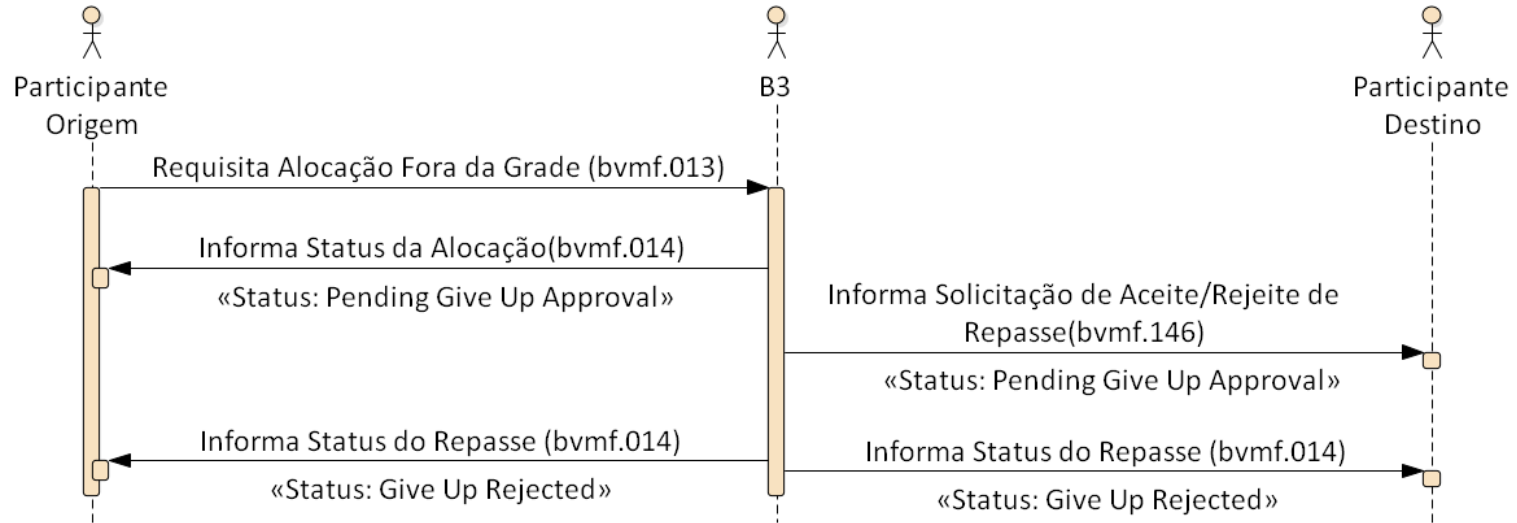 Participante
Origem
B3
Participante
Destino
Requisita Alocação Fora da Grade (bvmf.013)
Informa Status da Alocação(bvmf.014)
«Status: Pending Give Up Approval»
Informa Solicitação de Aceite/Rejeite de
Repasse(bvmf.146)
«Status: Pending Give Up Approval»
Informa Status do Repasse (bvmf.014)
«Status: Give Up Rejected»
Informa Status do Repasse (bvmf.014)
«Status: Give Up Rejected»